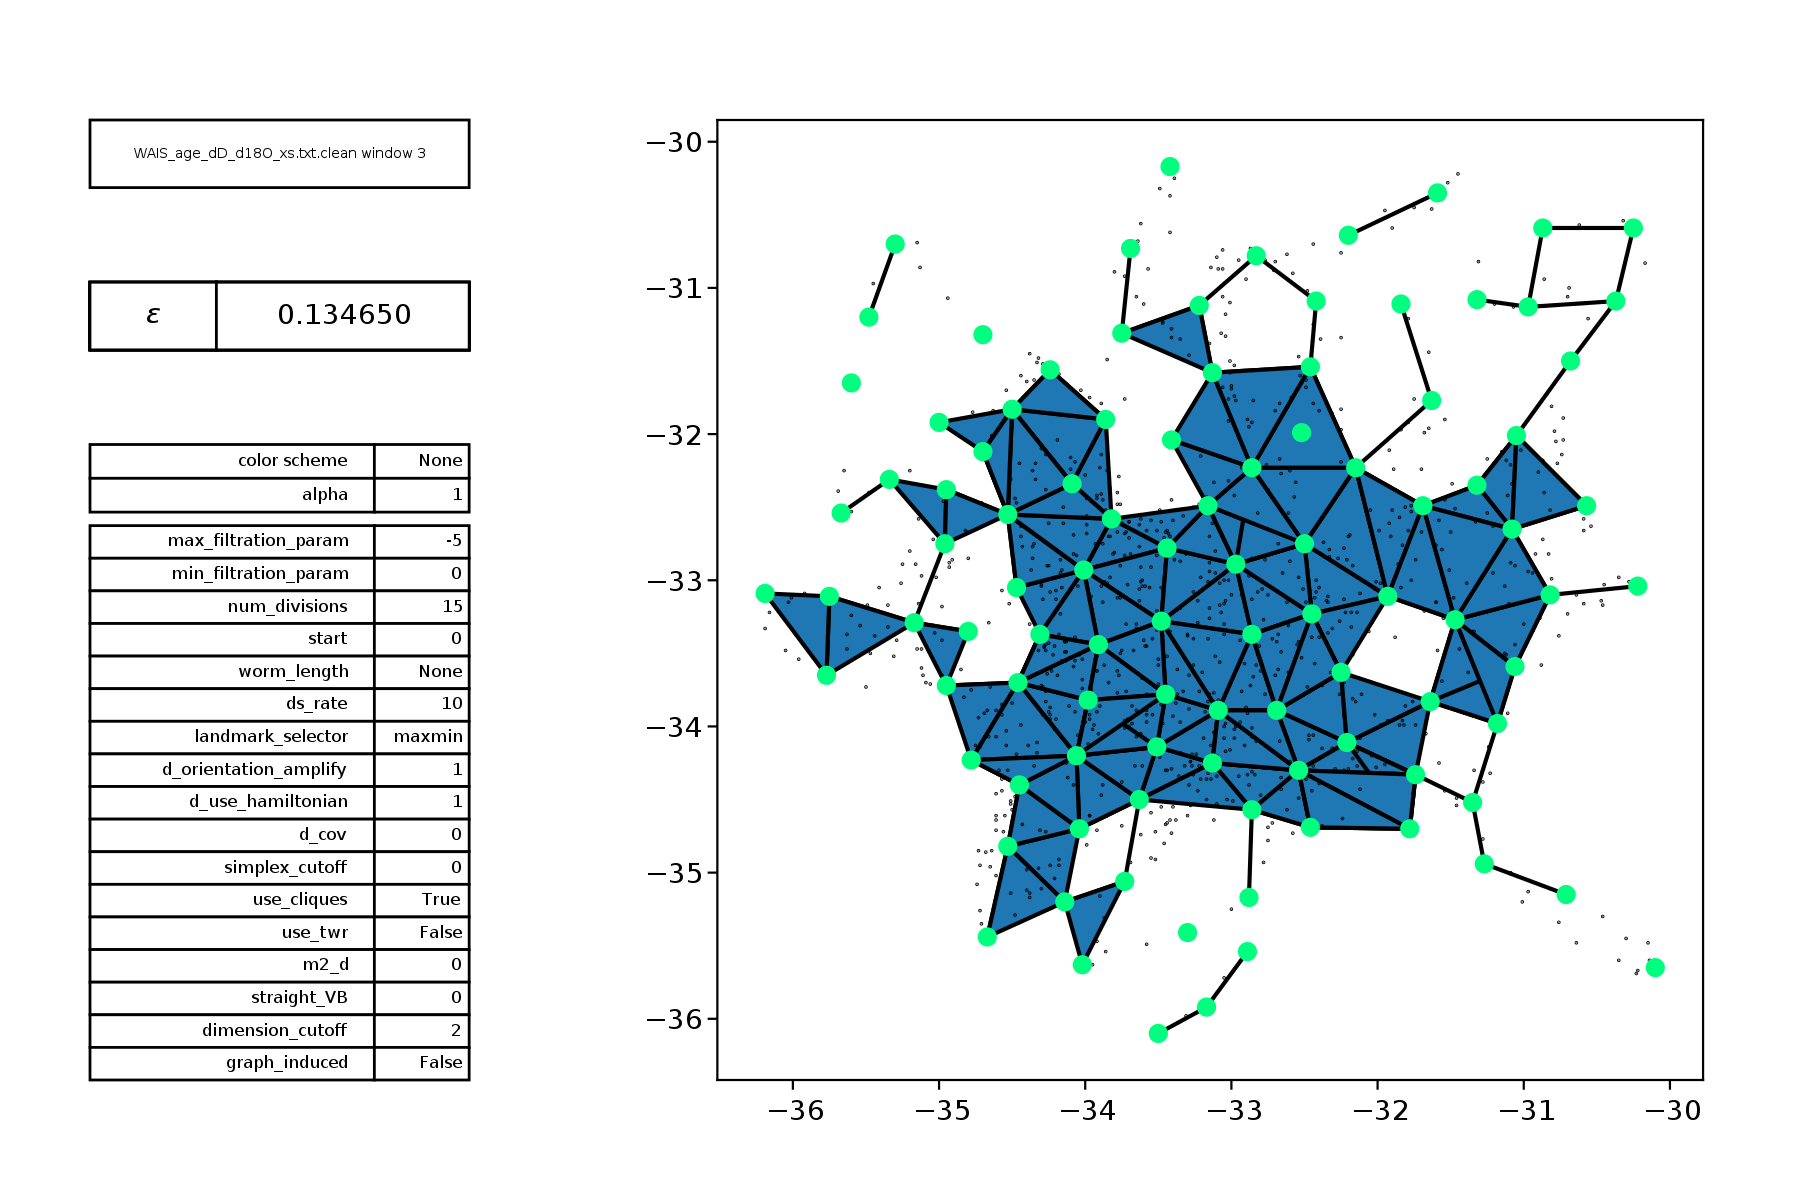 WAIS_age_dD_d18O_xs.txt.clean window 3
ε 0.134650
color scheme None
alpha 1
max_filtration_param -5
min_filtration_param 0
num_divisions 15
start 0
worm_length None
ds_rate 10
landmark_selector maxmin
d_orientation_amplify 1
d_use_hamiltonian 1
d_cov 0
simplex_cutoff 0
use_cliques True
use_twr False
m2_d 0
straight_VB 0
dimension_cutoff 2
graph_induced False
−30
−31
−32
−33
−34
−35
−36
−36 −35 −34 −33 −32 −31 −30